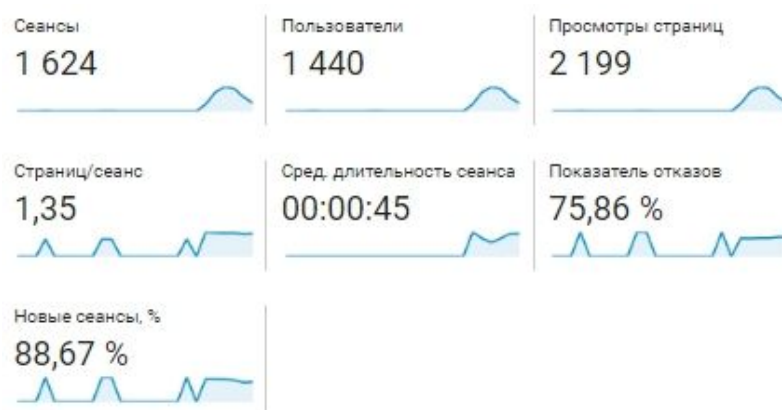 Сеансы
1 624
Пользователи
1 440
Просмотры страниц
2 199
Страниц/сеанс
1,35
Сред. длительность сеанса
00:00:45
Показатель отказов
75,86 %
Новые сеансы, %
88,67 %